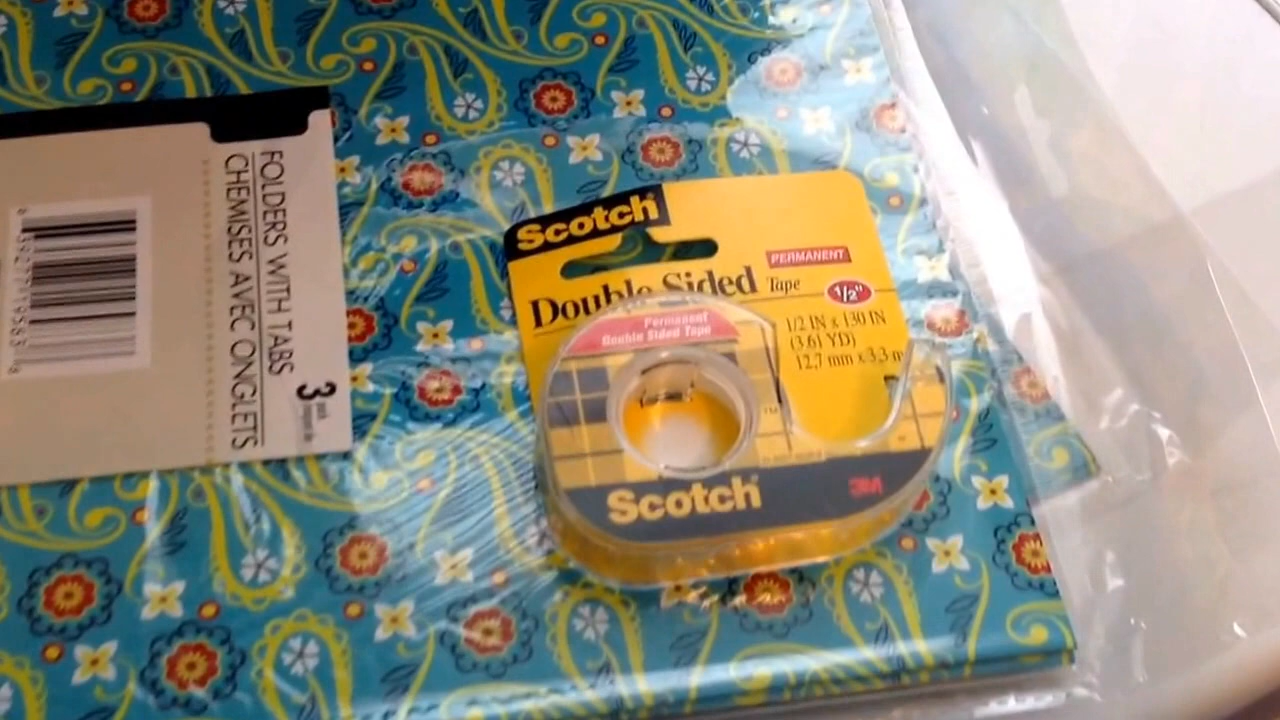 FOLDERS WITH TABS
CHEMISES AVEC ONGLETS
3
Scotch
Double Sided Tape
PERMANENT
1/2"
1/2 IN x 130 IN
(3.61 YD)
12,7 mm x 3,3 m
Permanent
Double Sided Tape
TM
Scotch
3M